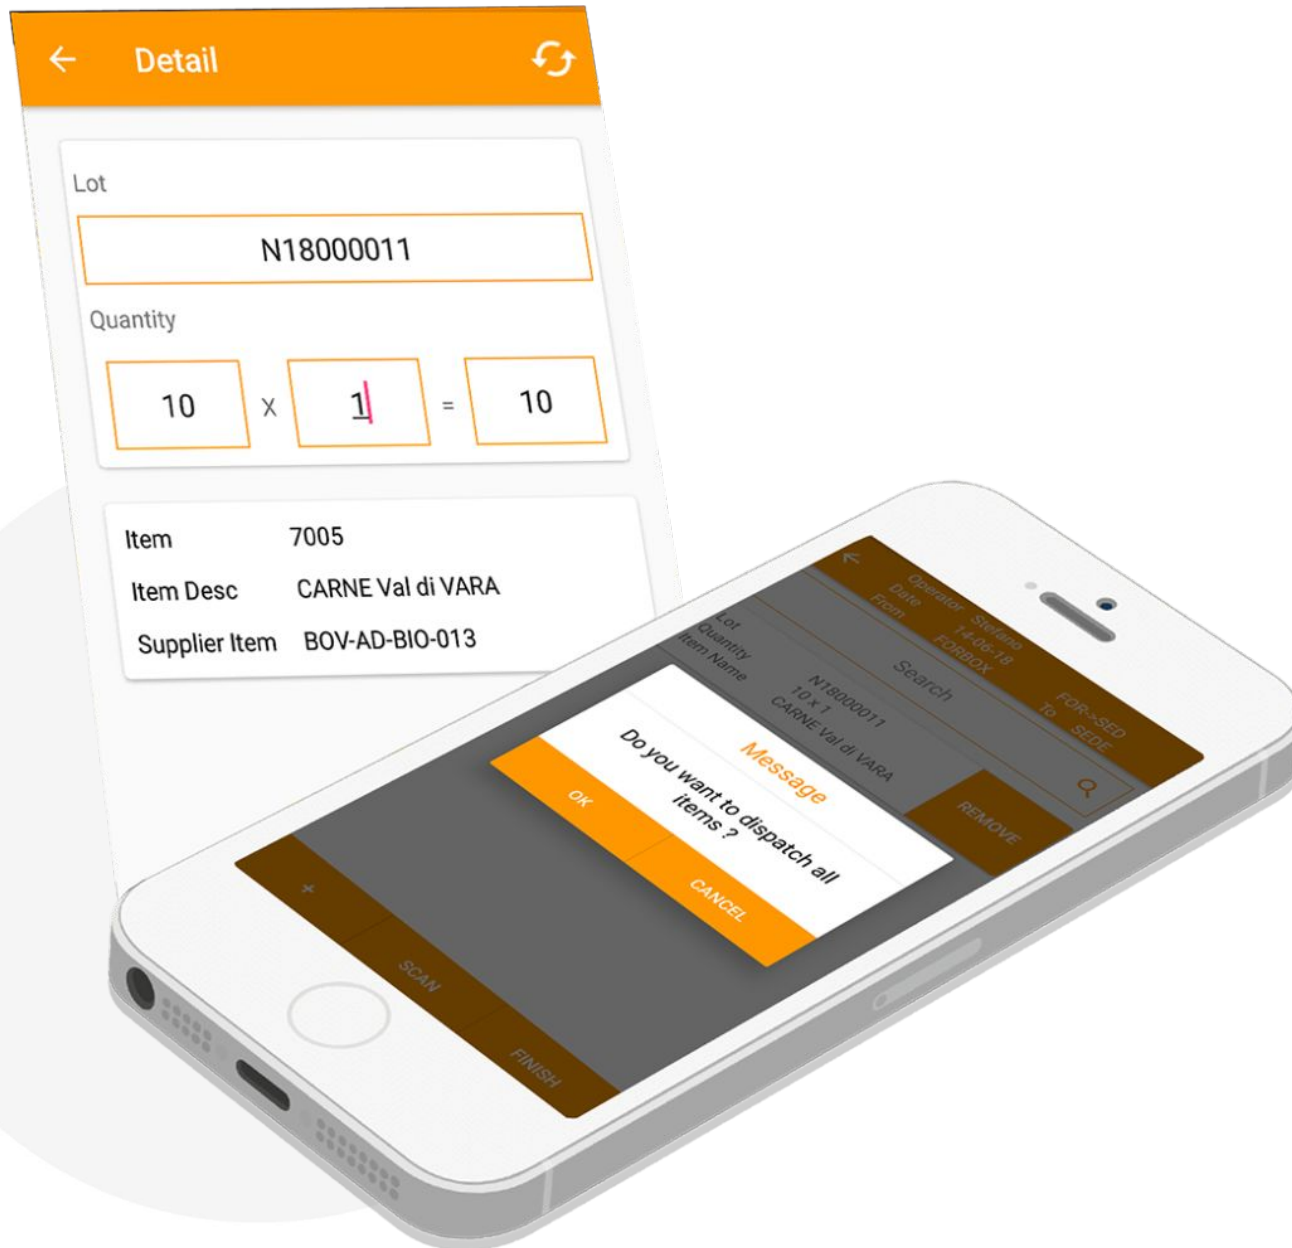 Detail
Lot
N18000011
Quantity
10 X 1 = 10
Item 7005
Item Desc CARNE Val di VARA
Supplier Item BOV-AD-BIO-013
Operator Stefano FOR->SED
Date 14-06-18 To SEDE
From FORBOX
Search
Lot N18000011
Quantity 10 x 1
Item Name CARNE Val di VARA
REMOVE
Message
Do you want to dispatch all
items ?
OK CANCEL
+ SCAN FINISH